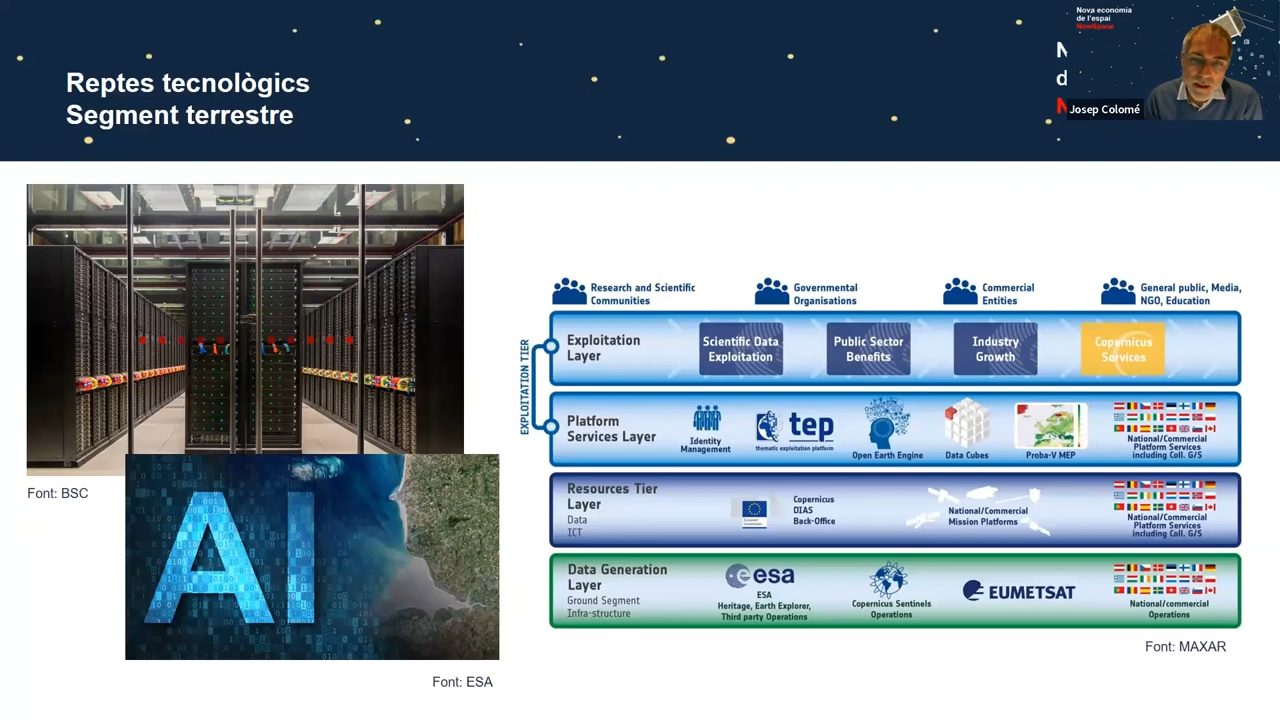 Reptes tecnològics
Segment terrestre
Nova economia
de l'espai
NewSpace
N
d
N
Josep Colomé
Font: BSC
AI
Font: ESA
Research and Scientific
Communities
Governmental
Organisations
Commercial
Entities
General public, Media,
NGO, Education
EXPLOITATION TIER
Exploitation
Layer
Scientific Data
Exploitation
Public Sector
Benefits
Industry
Growth
Copernicus
Services
Platform
Services Layer
Identity
Management
tep
thematic exploitation platform
Open Earth Engine
Data Cubes
Proba-V MEP
National/Commercial
Platform Services
including Coll. G/S
Resources Tier
Layer
Data
ICT
Copernicus
DIAS
Back-Office
National/Commercial
Mission Platforms
National/Commercial
Platform Services
including Coll. G/S
Data Generation
Layer
Ground Segment
Infra-structure
esa
ESA
Heritage, Earth Explorer,
Third party Operations
Copernicus Sentinels
Operations
EUMETSAT
National/commercial
Operations
Font: MAXAR